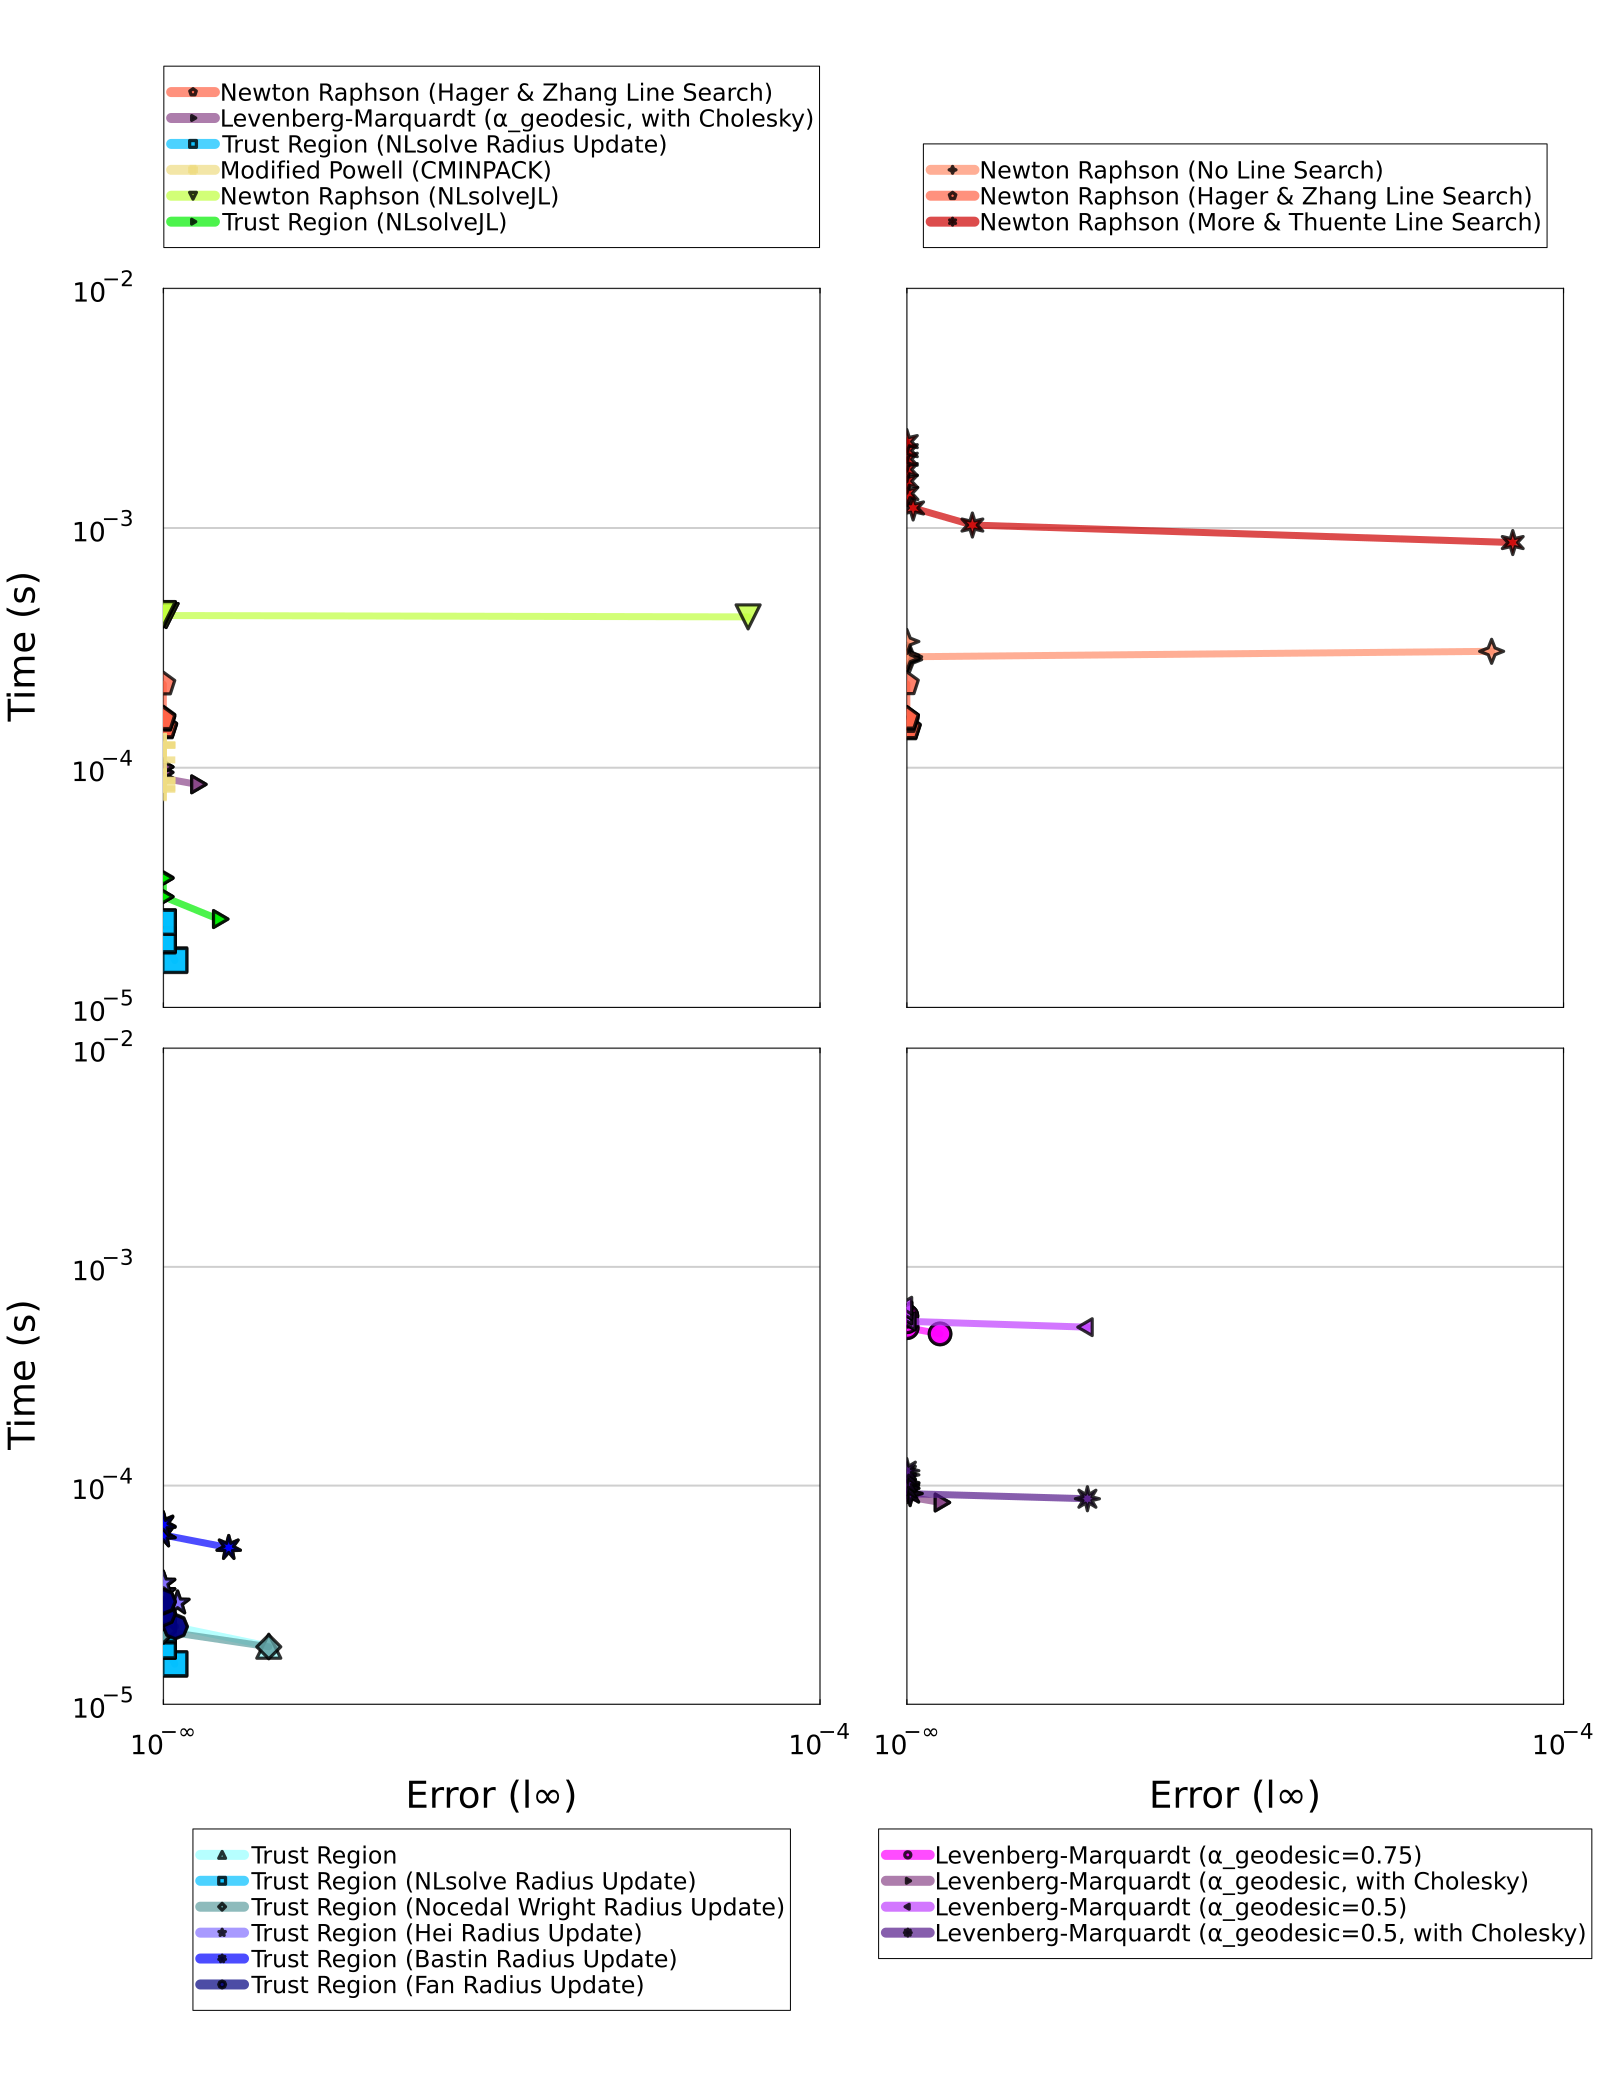 Newton Raphson (Hager & Zhang Line Search)
Levenberg-Marquardt (α_geodesic, with Cholesky)
Trust Region (NLsolve Radius Update)
Modified Powell (CMINPACK)
Newton Raphson (NLsolveJL)
Trust Region (NLsolveJL)
Newton Raphson (No Line Search)
Newton Raphson (Hager & Zhang Line Search)
Newton Raphson (More & Thuente Line Search)
10⁻²
10⁻³
10⁻⁴
10⁻⁵
Time (s)
10⁻²
10⁻³
10⁻⁴
10⁻⁵
Time (s)
10^−∞
10⁻⁴
10^−∞
10⁻⁴
Error (l∞)
Error (l∞)
Trust Region
Trust Region (NLsolve Radius Update)
Trust Region (Nocedal Wright Radius Update)
Trust Region (Hei Radius Update)
Trust Region (Bastin Radius Update)
Trust Region (Fan Radius Update)
Levenberg-Marquardt (α_geodesic=0.75)
Levenberg-Marquardt (α_geodesic, with Cholesky)
Levenberg-Marquardt (α_geodesic=0.5)
Levenberg-Marquardt (α_geodesic=0.5, with Cholesky)